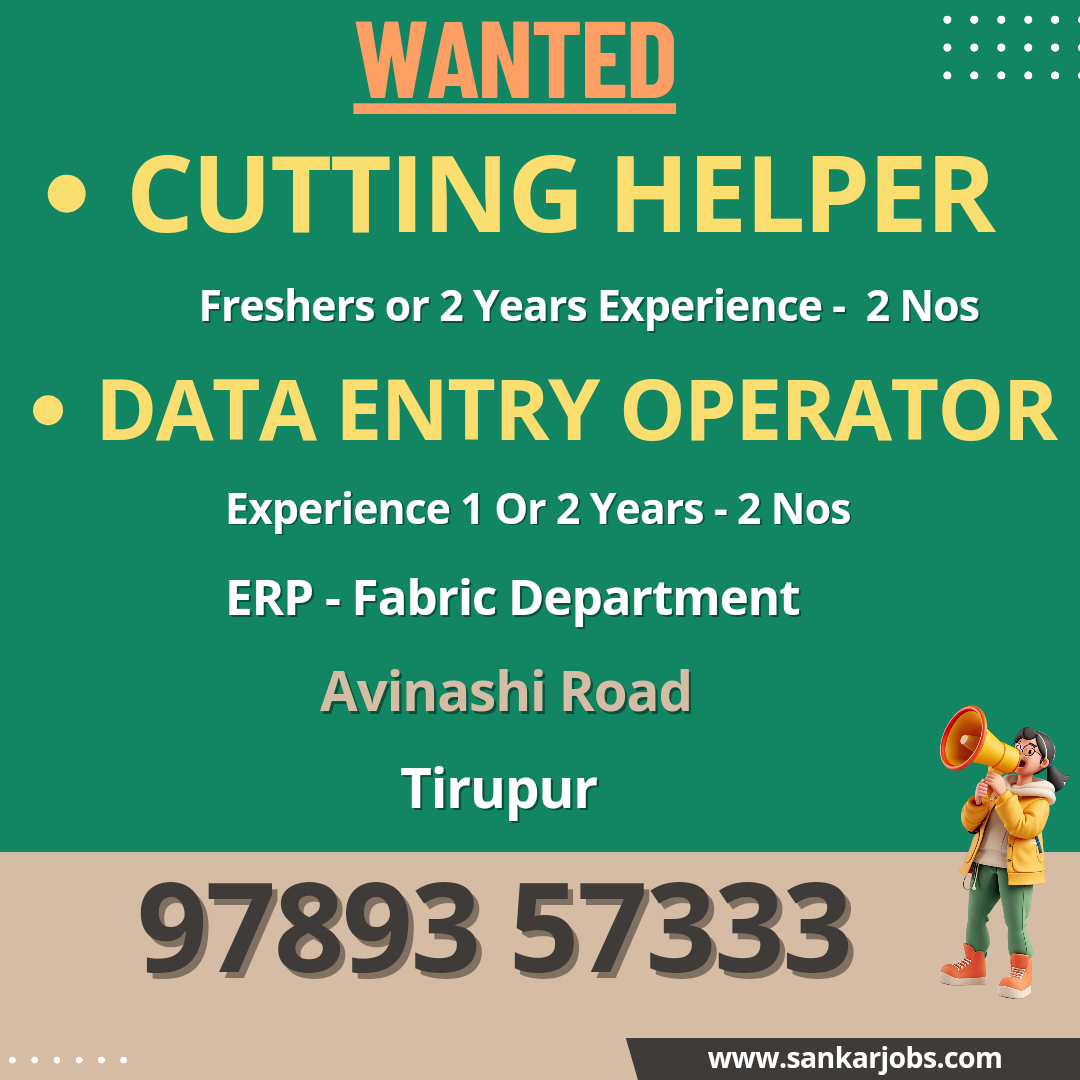 WANTED
• CUTTING HELPER
Freshers or 2 Years Experience - 2 Nos
• DATA ENTRY OPERATOR
Experience 1 Or 2 Years - 2 Nos
ERP - Fabric Department
Avinashi Road
Tirupur
97893 57333
www.sankarjobs.com